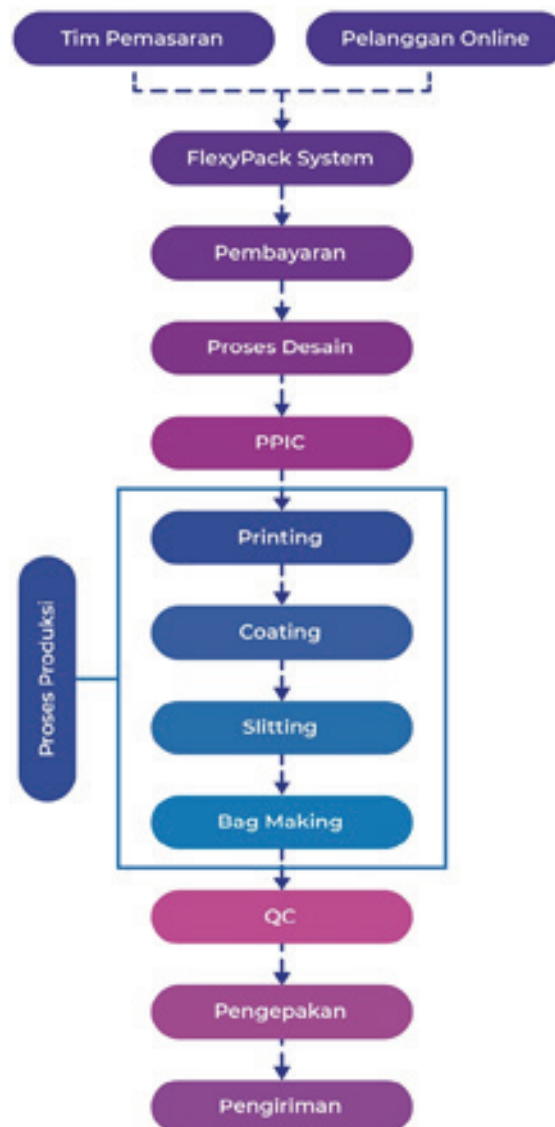 Tim Pemasaran
Pelanggan Online
FlexyPack System
Pembayaran
Proses Desain
PPIC
Proses Produksi
Printing
Coating
Slitting
Bag Making
QC
Pengepakan
Pengiriman